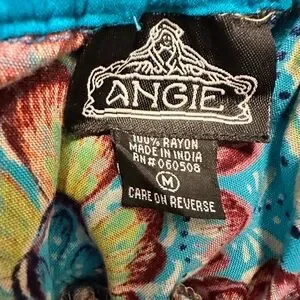 ANGIE
100% RAYON
MADE IN INDIA
RN# 060508
M
CARE ON REVERSE